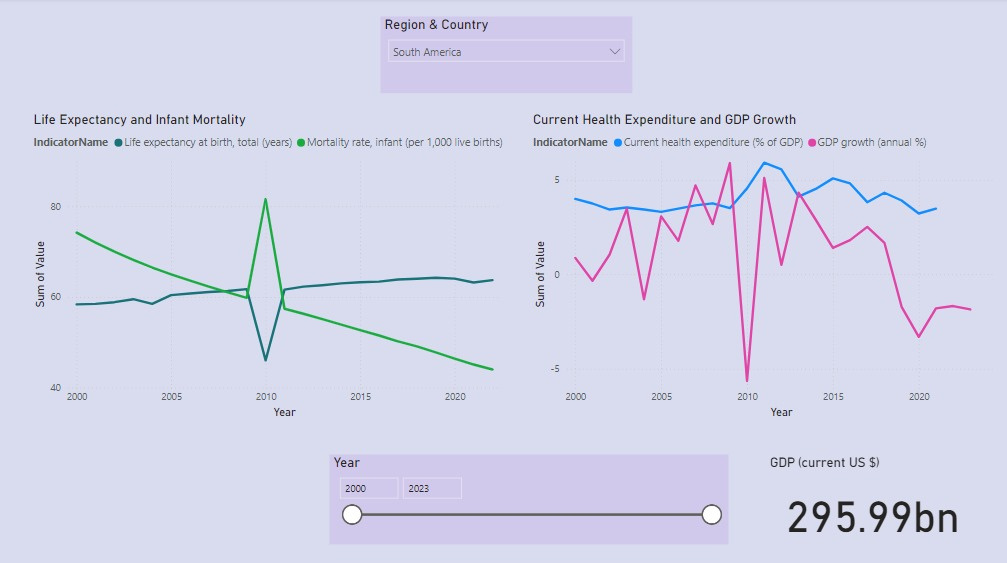 Region & Country
South America
Life Expectancy and Infant Mortality
IndicatorName Life expectancy at birth, total (years) Mortality rate, infant (per 1,000 live births)
80
60
40
Sum of Value
2000 2005 2010 2015 2020
Year
Current Health Expenditure and GDP Growth
IndicatorName Current health expenditure (% of GDP) GDP growth (annual %)
5
0
-5
Sum of Value
2000 2005 2010 2015 2020
Year
Year
2000 2023
GDP (current US $)
295.99bn